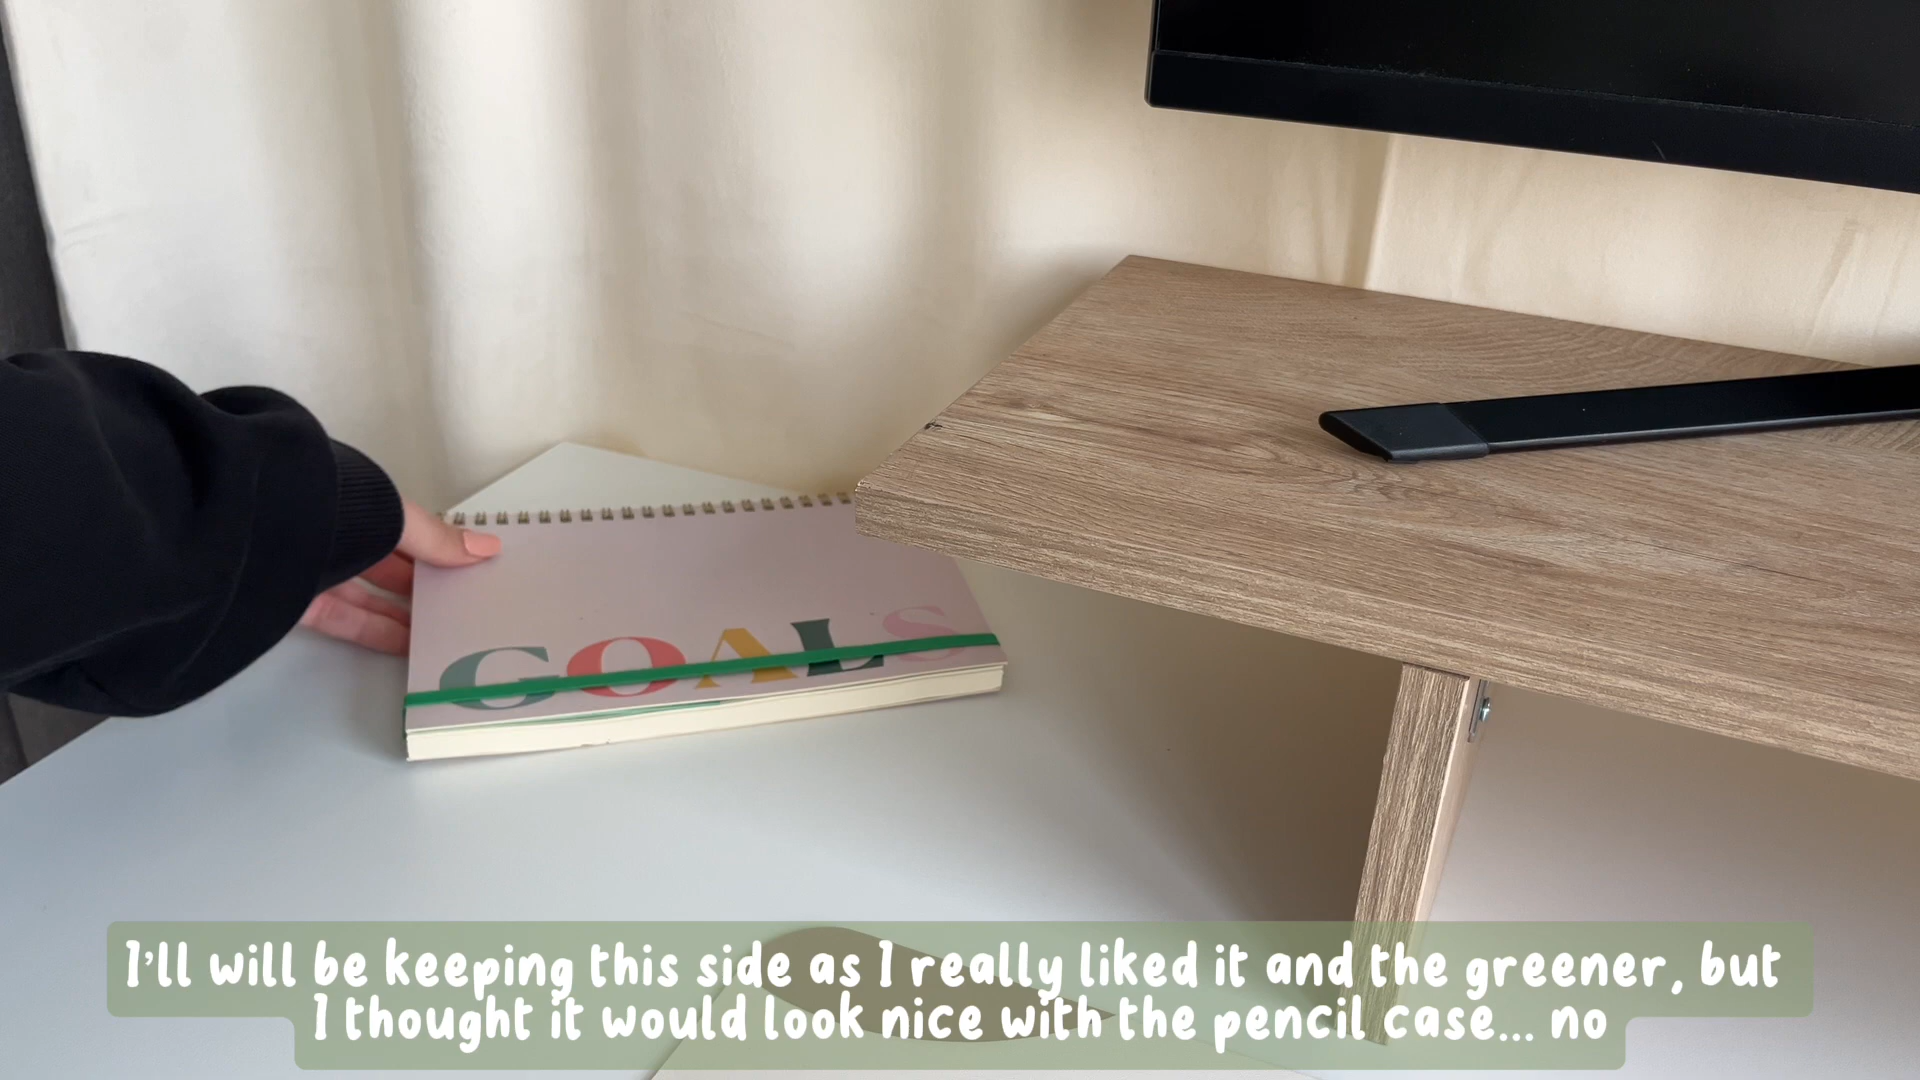 GOALS
I'll will be keeping this side as I really liked it and the greener, but
I thought it would look nice with the pencil case... no